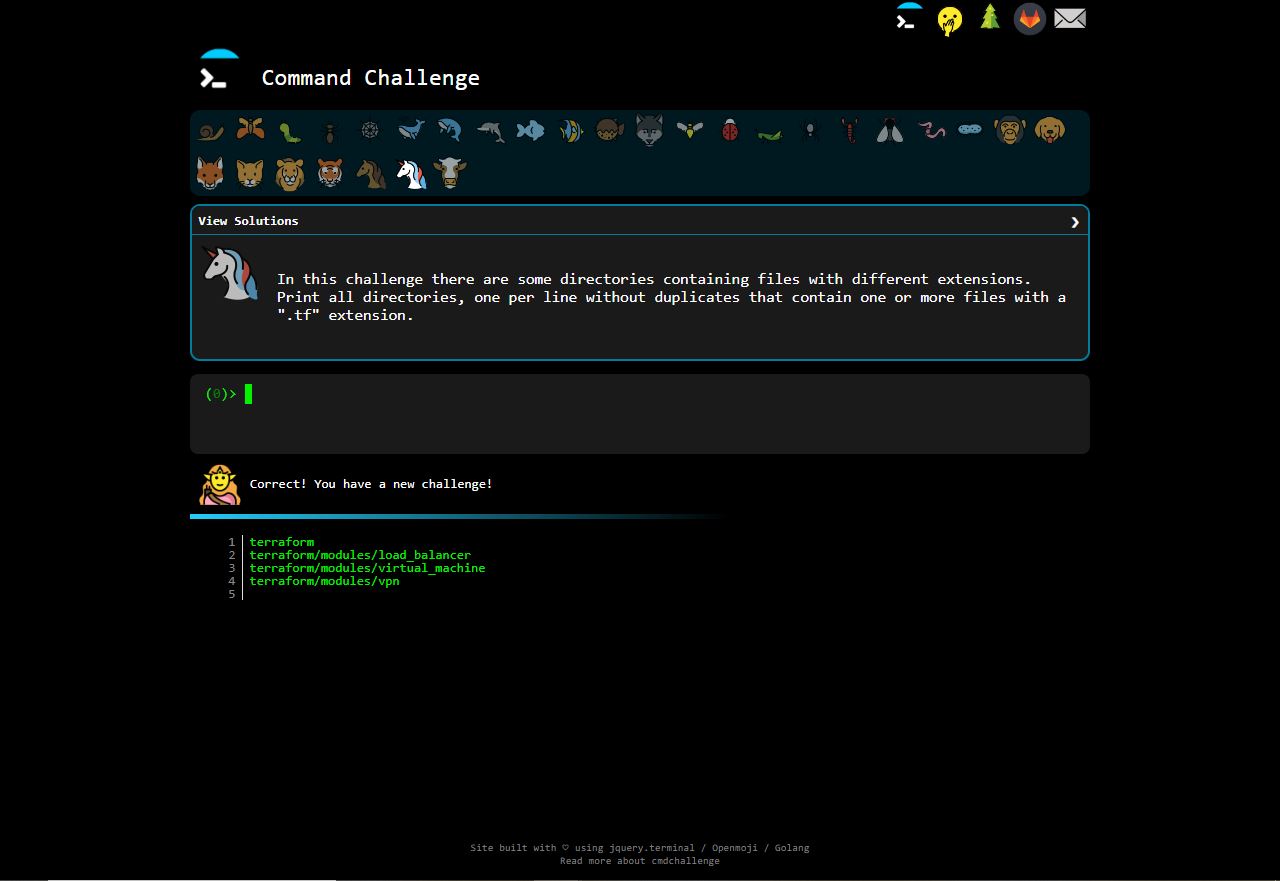 Command Challenge
View Solutions
In this challenge there are some directories containing files with different extensions.
Print all directories, one per line without duplicates that contain one or more files with a
".tf" extension.
(0)>
Correct! You have a new challenge!
1 terraform
2 terraform/modules/load_balancer
3 terraform/modules/virtual_machine
4 terraform/modules/vpn
5
Site built with ♡ using jquery.terminal / Openmoji / Golang
Read more about cmdchallenge